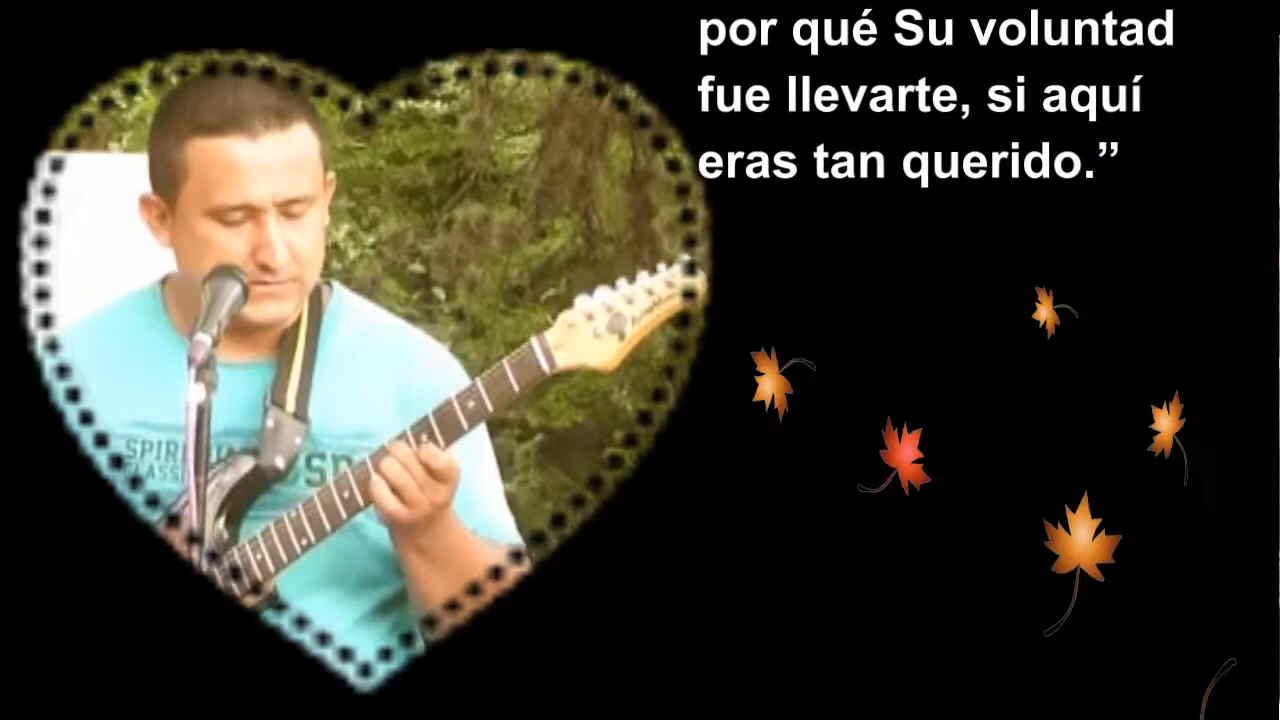 por qué Su voluntad
fue llevarte, si aquí
eras tan querido.”